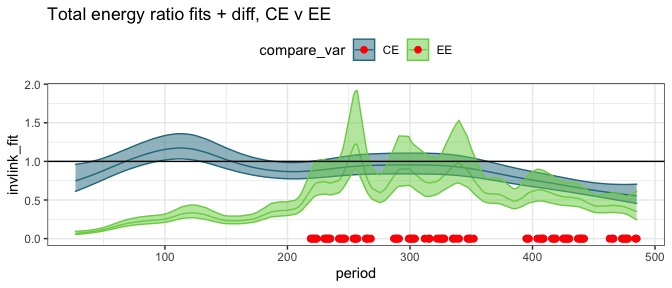 Total energy ratio fits + diff, CE v EE
compare_var CE EE
2.0
1.5
1.0
0.5
0.0
invlink_fit
100 200 300 400 500
period